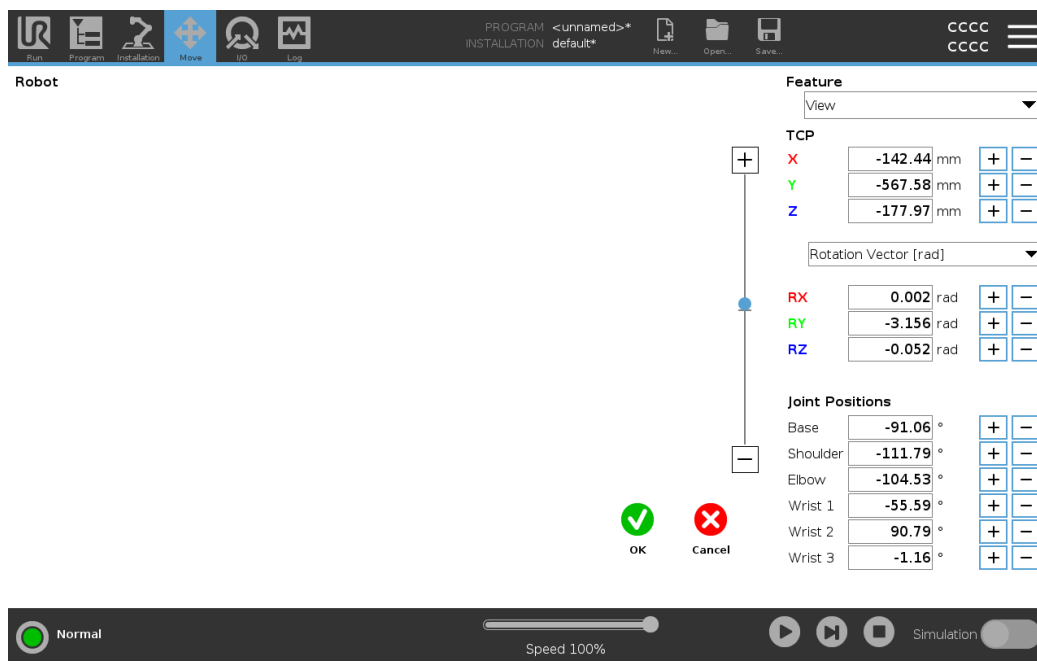 PROGRAM <unnamed>*
INSTALLATION default*
CCCC
CCCC
Run Program Installation Move I/O Log
New... Open... Save...
Robot
Feature
View
TCP
X -142.44 mm + −
Y -567.58 mm + −
Z -177.97 mm + −
Rotation Vector [rad]
RX 0.002 rad + −
RY -3.156 rad + −
RZ -0.052 rad + −
Joint Positions
Base -91.06 ° + −
Shoulder -111.79 ° + −
Elbow -104.53 ° + −
Wrist 1 -55.59 ° + −
Wrist 2 90.79 ° + −
Wrist 3 -1.16 ° + −
+
−
OK Cancel
Normal
Speed 100%
Simulation